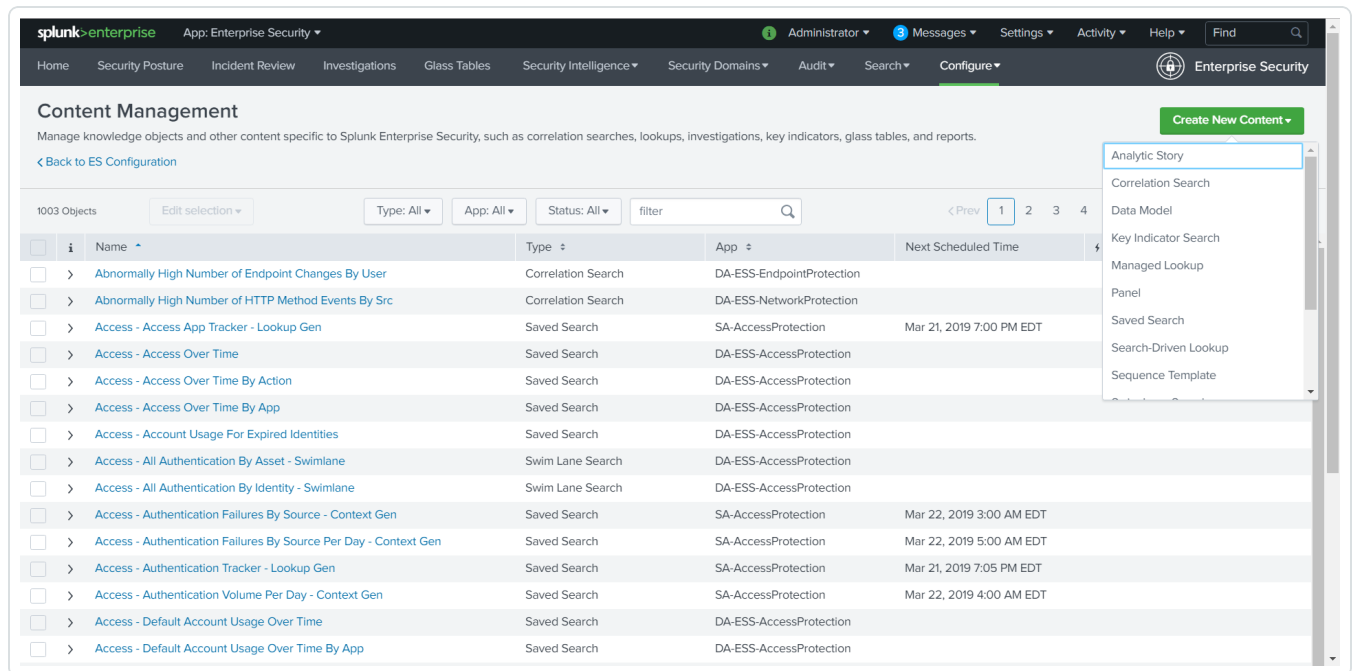 splunk>enterprise App: Enterprise Security i Administrator 3 Messages Settings Activity Help Find
Home Security Posture Incident Review Investigations Glass Tables Security Intelligence Security Domains Audit Search Configure Enterprise Security
Content Management
Create New Content
Manage knowledge objects and other content specific to Splunk Enterprise Security, such as correlation searches, lookups, investigations, key indicators, glass tables, and reports.
< Back to ES Configuration
Analytic Story
Correlation Search
Data Model
Key Indicator Search
Managed Lookup
Panel
Saved Search
Search-Driven Lookup
Sequence Template
1003 Objects Edit selection Type: All App: All Status: All filter < Prev 1 2 3 4
i Name Type App Next Scheduled Time
> Abnormally High Number of Endpoint Changes By User Correlation Search DA-ESS-EndpointProtection
> Abnormally High Number of HTTP Method Events By Src Correlation Search DA-ESS-NetworkProtection
> Access - Access App Tracker - Lookup Gen Saved Search SA-AccessProtection Mar 21, 2019 7:00 PM EDT
> Access - Access Over Time Saved Search DA-ESS-AccessProtection
> Access - Access Over Time By Action Saved Search DA-ESS-AccessProtection
> Access - Access Over Time By App Saved Search DA-ESS-AccessProtection
> Access - Account Usage For Expired Identities Saved Search DA-ESS-AccessProtection
> Access - All Authentication By Asset - Swimlane Swim Lane Search DA-ESS-AccessProtection
> Access - All Authentication By Identity - Swimlane Swim Lane Search DA-ESS-AccessProtection
> Access - Authentication Failures By Source - Context Gen Saved Search SA-AccessProtection Mar 22, 2019 3:00 AM EDT
> Access - Authentication Failures By Source Per Day - Context Gen Saved Search SA-AccessProtection Mar 22, 2019 5:00 AM EDT
> Access - Authentication Tracker - Lookup Gen Saved Search SA-AccessProtection Mar 21, 2019 7:05 PM EDT
> Access - Authentication Volume Per Day - Context Gen Saved Search SA-AccessProtection Mar 22, 2019 4:00 AM EDT
> Access - Default Account Usage Over Time Saved Search DA-ESS-AccessProtection
> Access - Default Account Usage Over Time By App Saved Search DA-ESS-AccessProtection